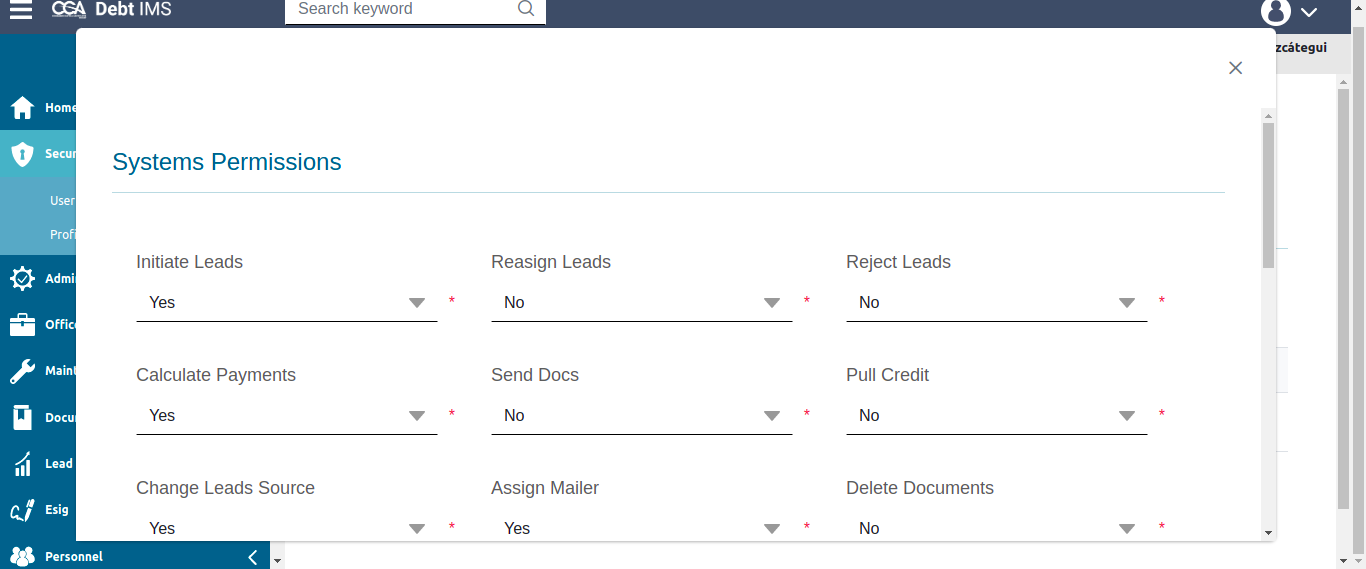 CGA Debt IMS
Search keyword
zcátegui
Home
Secur
User
Profi
Admi
Office
Maint
Docu
Lead
Esig
Personnel
Systems Permissions
Initiate Leads Reasign Leads Reject Leads
Yes * No * No *
Calculate Payments Send Docs Pull Credit
Yes * No * No *
Change Leads Source Assign Mailer Delete Documents
Yes * Yes * No *